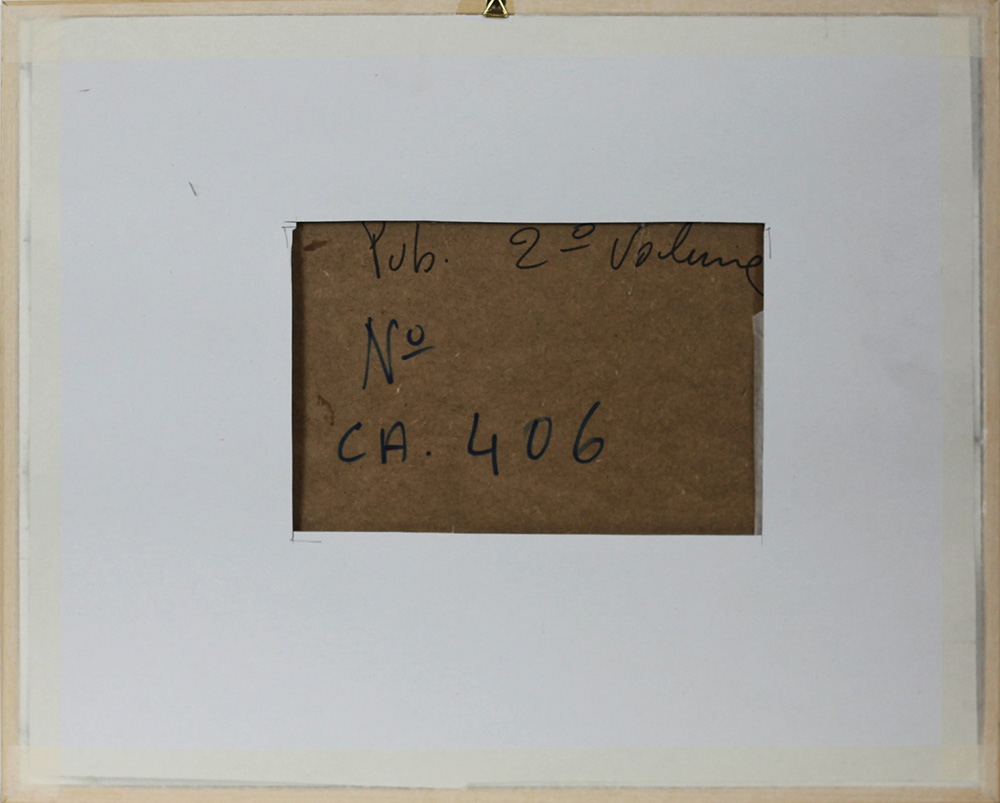 Pub. 2º Volume
Nº
CA. 406